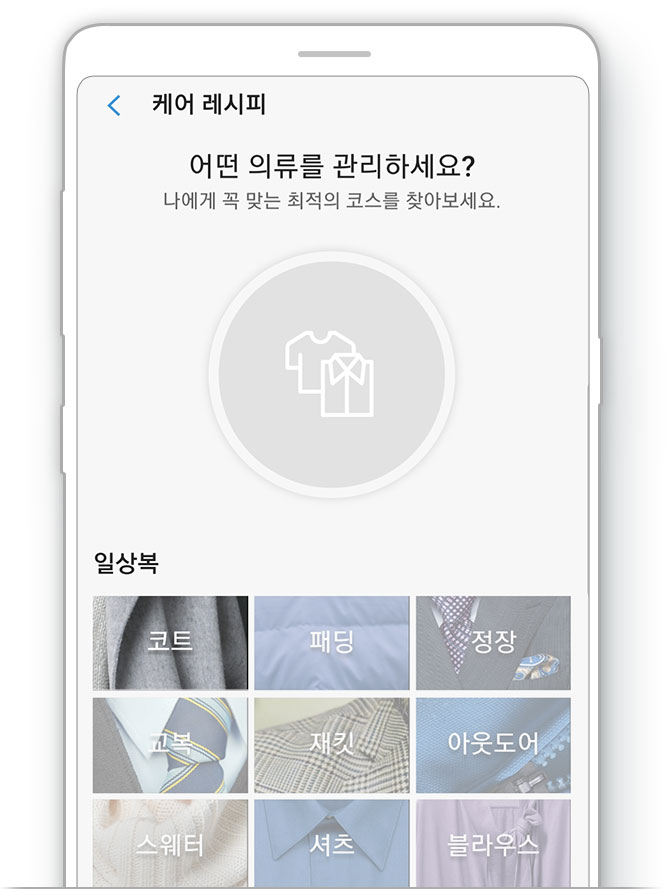 케어 레시피
어떤 의류를 관리하세요?
나에게 꼭 맞는 최적의 코스를 찾아보세요.
일상복
코트 패딩 정장
교복 재킷 아웃도어
스웨터 셔츠 블라우스